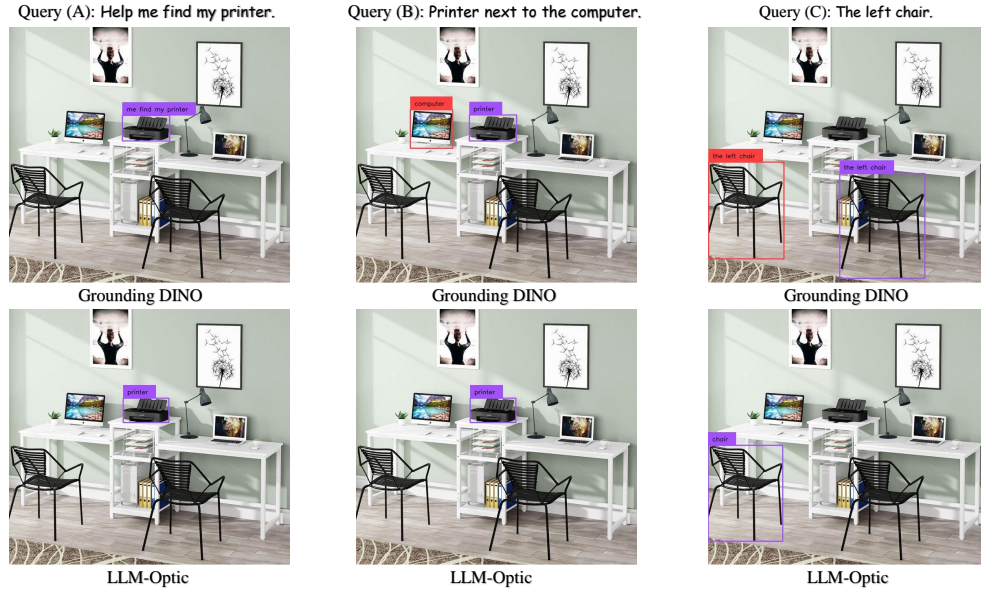 Query (A): Help me find my printer.
Query (B): Printer next to the computer.
Query (C): The left chair.
me find my printer
computer
printer
the left chair
the left chair
Grounding DINO
Grounding DINO
Grounding DINO
printer
printer
chair
LLM-Optic
LLM-Optic
LLM-Optic